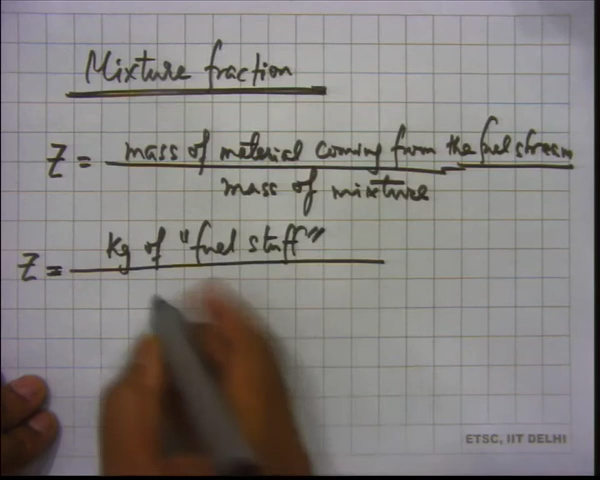 Mixture fraction
Z = mass of material coming from the fuel stream
mass of mixture
Z = kg of "fuel stuff"
ETSC, IIT DELHI